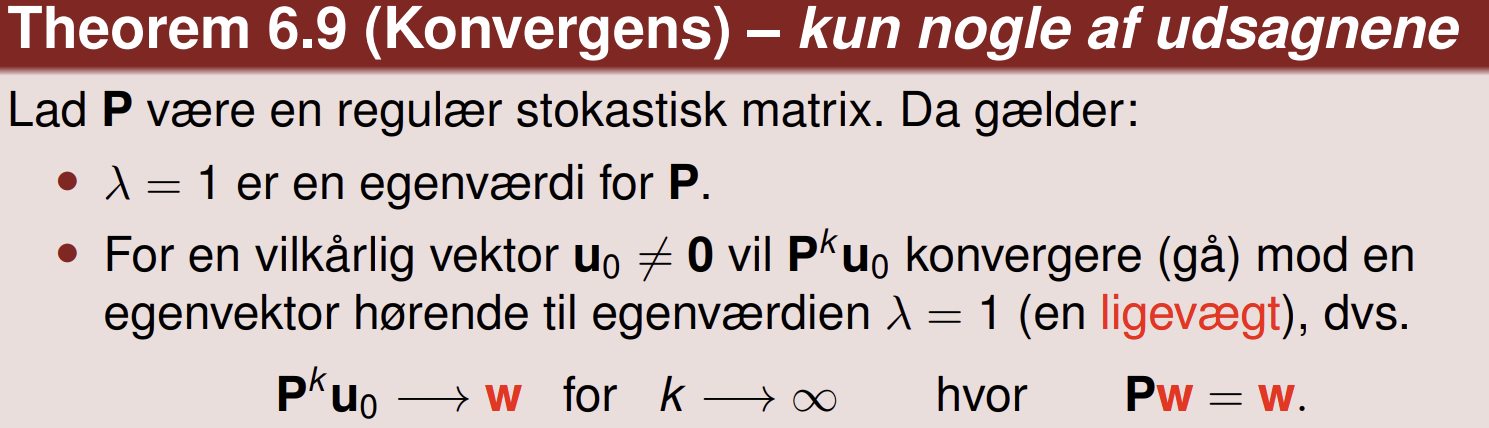 Theorem 6.9 (Konvergens) – kun nogle af udsagnene
Lad P være en regulær stokastisk matrix. Da gælder:
• λ = 1 er en egenværdi for P.
• For en vilkårlig vektor u₀ ≠ 0 vil Pᵏu₀ konvergere (gå) mod en
egenvektor hørende til egenværdien λ = 1 (en ligevægt), dvs.
Pᵏu₀ ⟶ w for k ⟶ ∞ hvor Pw = w.